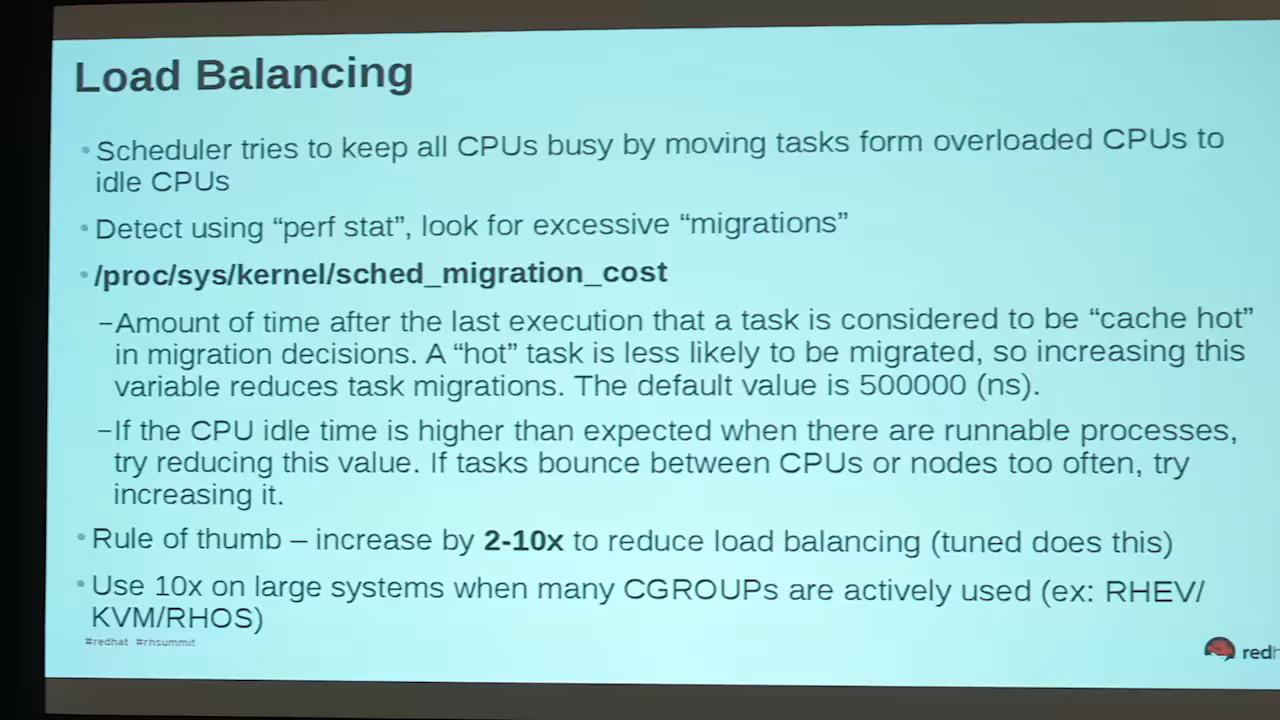 Load Balancing
• Scheduler tries to keep all CPUs busy by moving tasks form overloaded CPUs to
idle CPUs
• Detect using “perf stat”, look for excessive “migrations”
• /proc/sys/kernel/sched_migration_cost
–Amount of time after the last execution that a task is considered to be “cache hot”
in migration decisions. A “hot” task is less likely to be migrated, so increasing this
variable reduces task migrations. The default value is 500000 (ns).
–If the CPU idle time is higher than expected when there are runnable processes,
try reducing this value. If tasks bounce between CPUs or nodes too often, try
increasing it.
• Rule of thumb – increase by 2-10x to reduce load balancing (tuned does this)
• Use 10x on large systems when many CGROUPs are actively used (ex: RHEV/
KVM/RHOS)
#redhat #rhsummit
redh